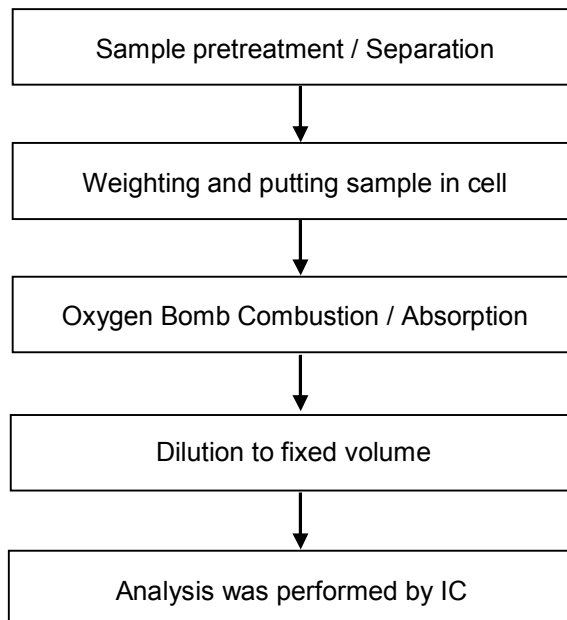 Sample pretreatment / Separation
Weighting and putting sample in cell
Oxygen Bomb Combustion / Absorption
Dilution to fixed volume
Analysis was performed by IC